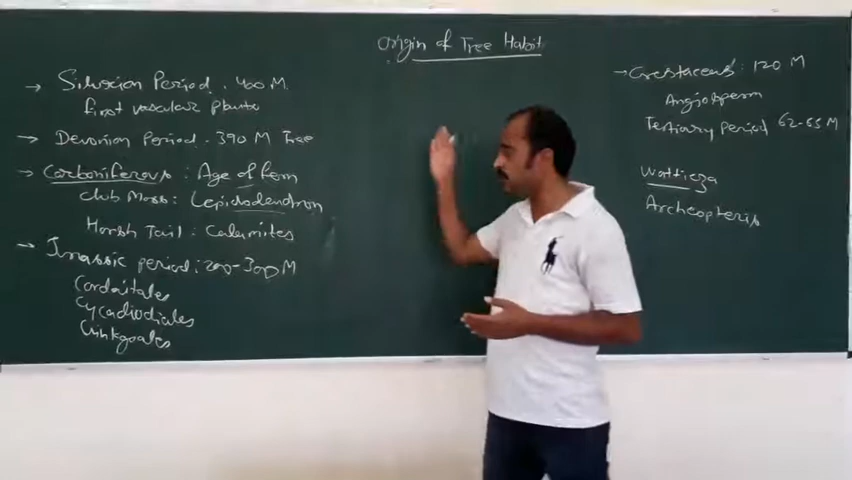 Origin of Tree Habit
→ Silurian Period. 400 M.
first vascular Plants
→ Devonian Period. 390 M Tree
→ Carboniferous: Age of fern
Club Moss: Lepidodendron
Horsh Tail: Calamites
→ Jurassic period: 200-300 M
Cordaitales
Cycadiodiales
Ginkgoales
→ Cretaceous: 120 M
Angiosperm
Tertiary Period 62-65 M
Wattieza
Archeopteris